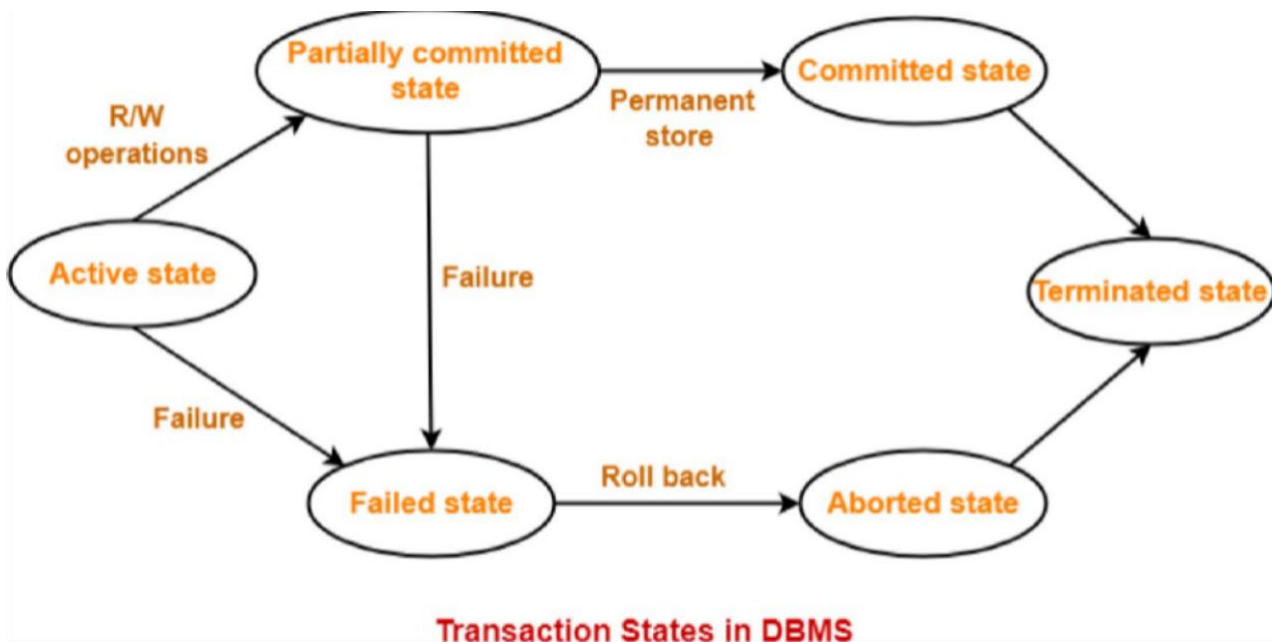 Partially committed
state
Committed state
Permanent
store
R/W
operations
Active state
Failure
Terminated state
Failure
Failed state
Roll back
Aborted state
Transaction States in DBMS